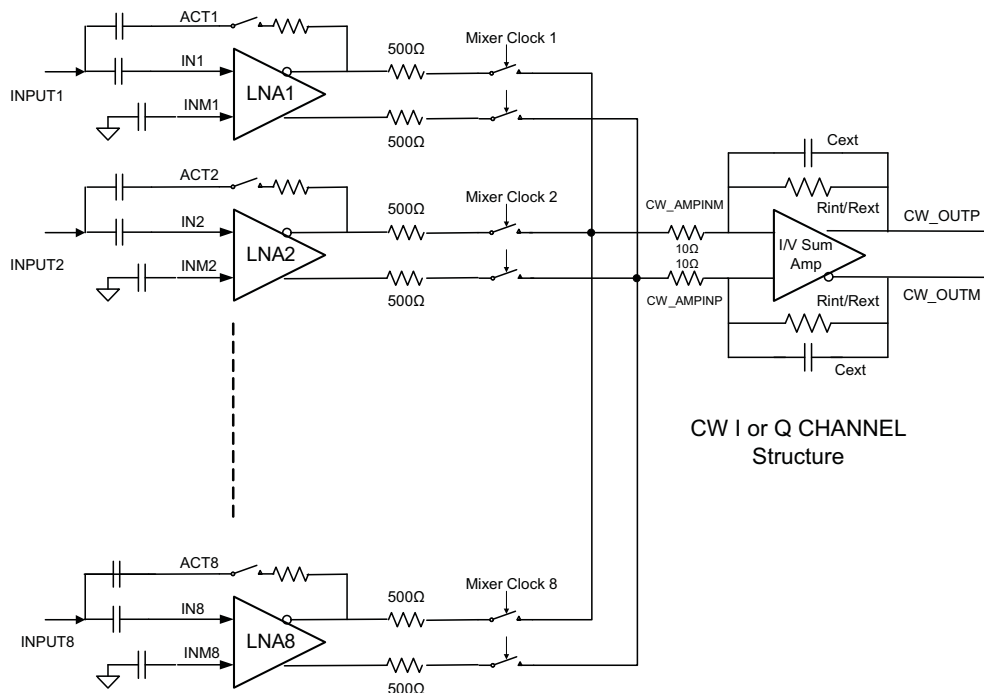 ACT1
500Ω
Mixer Clock 1
IN1
INPUT1
LNA1
INM1
500Ω
Cext
ACT2
500Ω
Mixer Clock 2
CW_AMPINM
Rint/Rext
CW_OUTP
IN2
INPUT2
LNA2
10Ω
10Ω
I/V Sum
Amp
INM2
500Ω
CW_AMPINP
Rint/Rext
CW_OUTM
Cext
CW I or Q CHANNEL
Structure
ACT8
500Ω
Mixer Clock 8
IN8
INPUT8
LNA8
INM8
500Ω